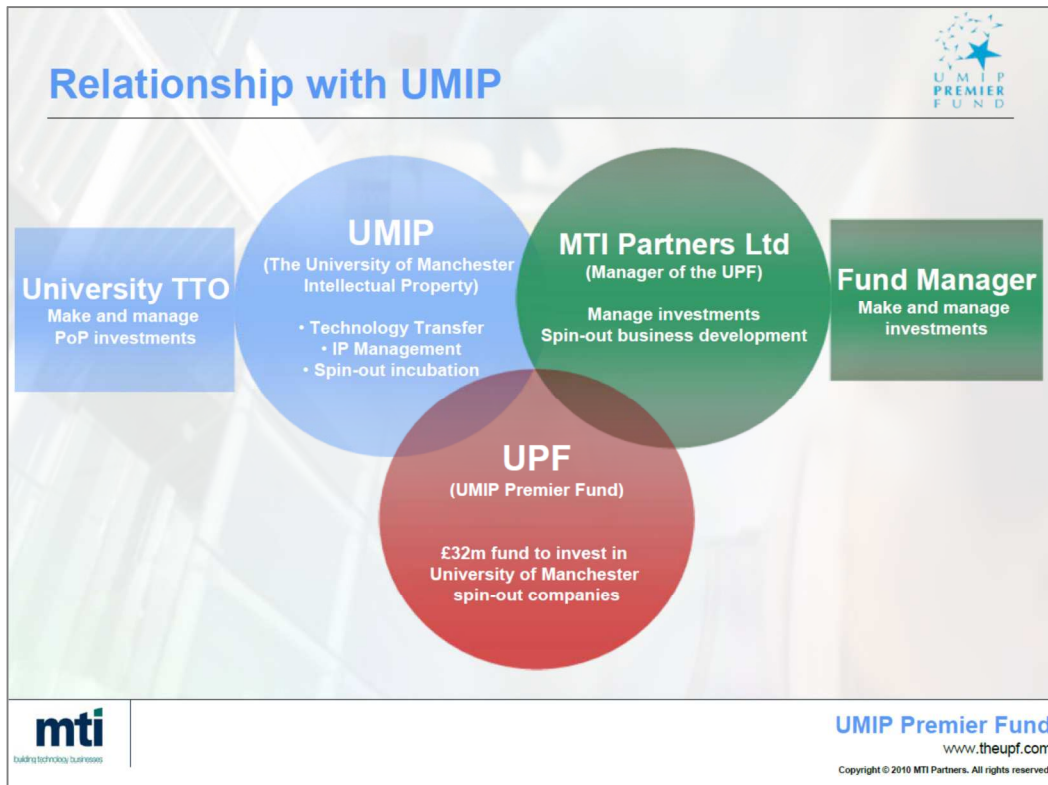 Relationship with UMIP
UMIP
PREMIER
FUND
University TTO
Make and manage
PoP investments
UMIP
(The University of Manchester
Intellectual Property)
• Technology Transfer
• IP Management
• Spin-out incubation
MTI Partners Ltd
(Manager of the UPF)
Manage investments
Spin-out business development
Fund Manager
Make and manage
investments
UPF
(UMIP Premier Fund)
£32m fund to invest in
University of Manchester
spin-out companies
mti
building technology businesses
UMIP Premier Fund
www.theupf.com
Copyright © 2010 MTI Partners. All rights reserved